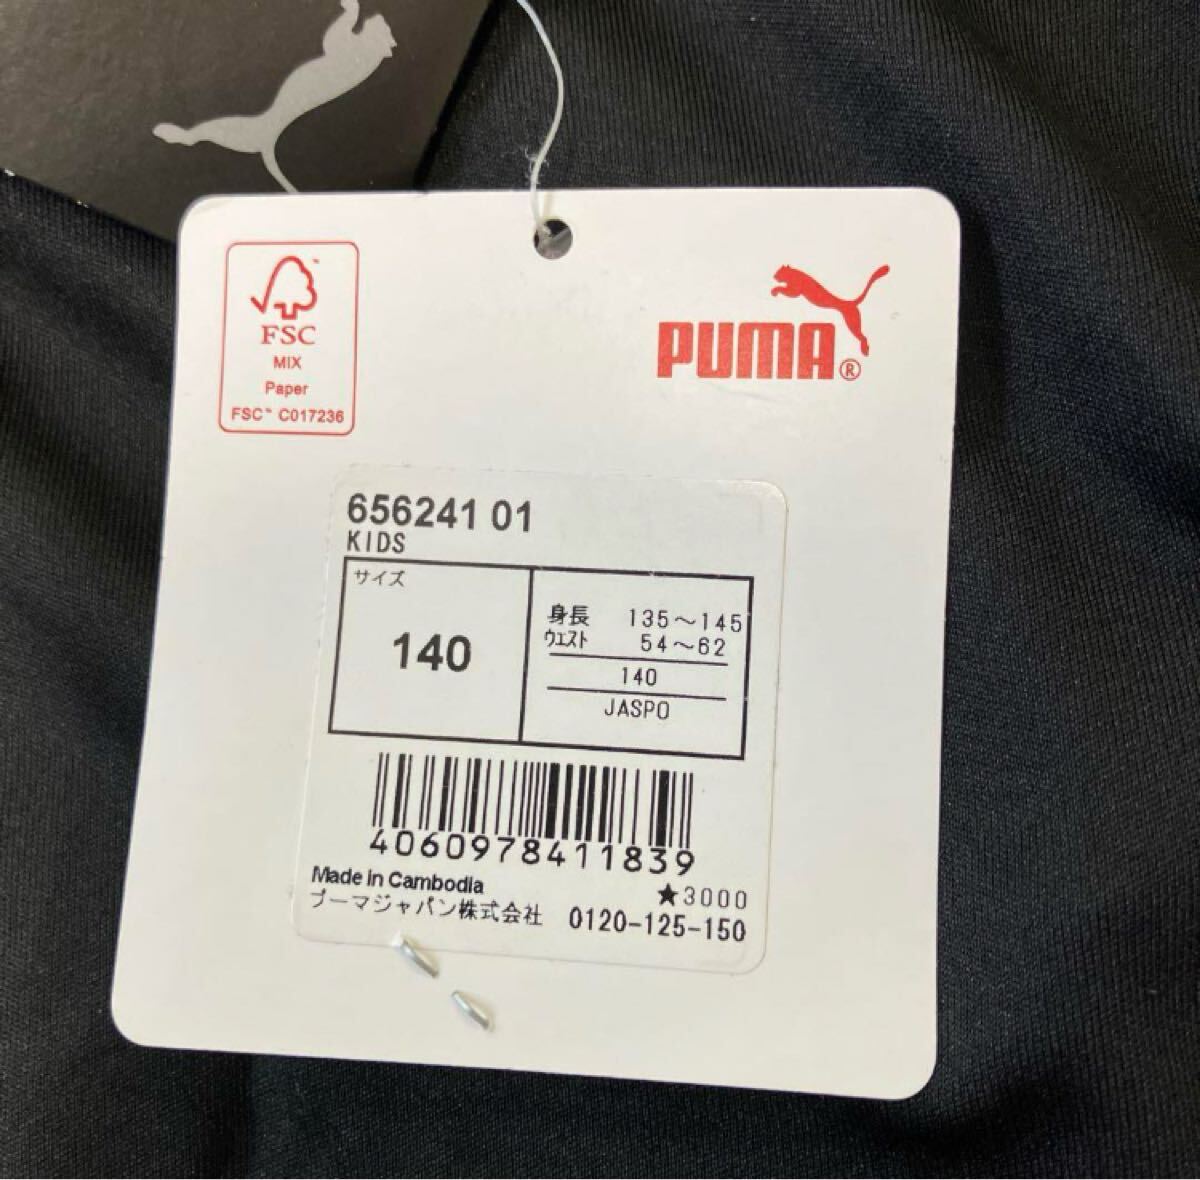 FSC
MIX
Paper
FSC™ C017236
PUMA®
656241 01
KIDS
サイズ
140
身長 135～145
ウエスト 54～62
140
JASPO
4060978411839
Made in Cambodia
★3000
プーマジャパン株式会社 0120-125-150